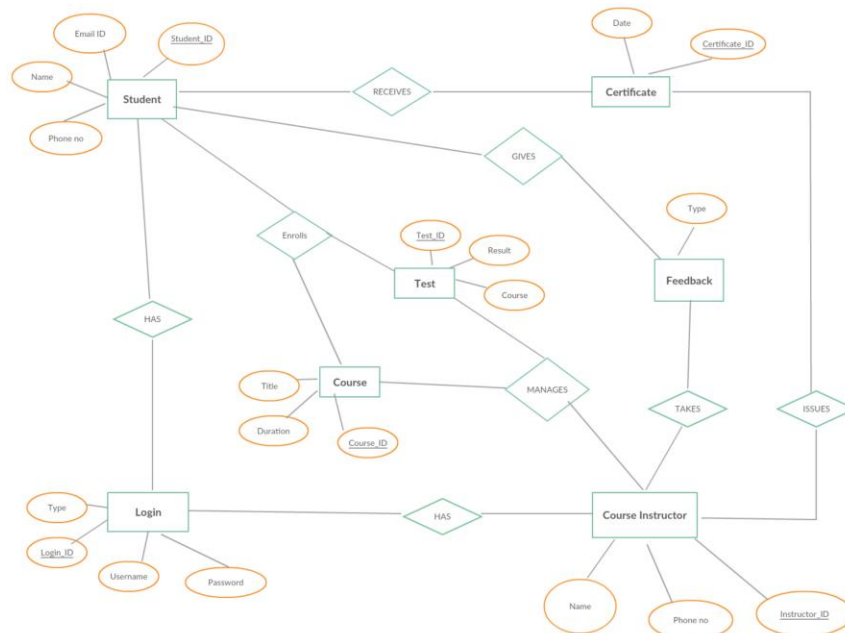 Date
Email ID
Student_ID
Certificate_ID
Name
Student
RECEIVES
Certificate
Phone no
GIVES
Type
Enrolls
Test_ID
Result
Test
Feedback
Course
HAS
Course
Title
MANAGES
TAKES
ISSUES
Duration
Course_ID
Type
Login
HAS
Course Instructor
Login_ID
Username
Password
Name
Phone no
Instructor_ID